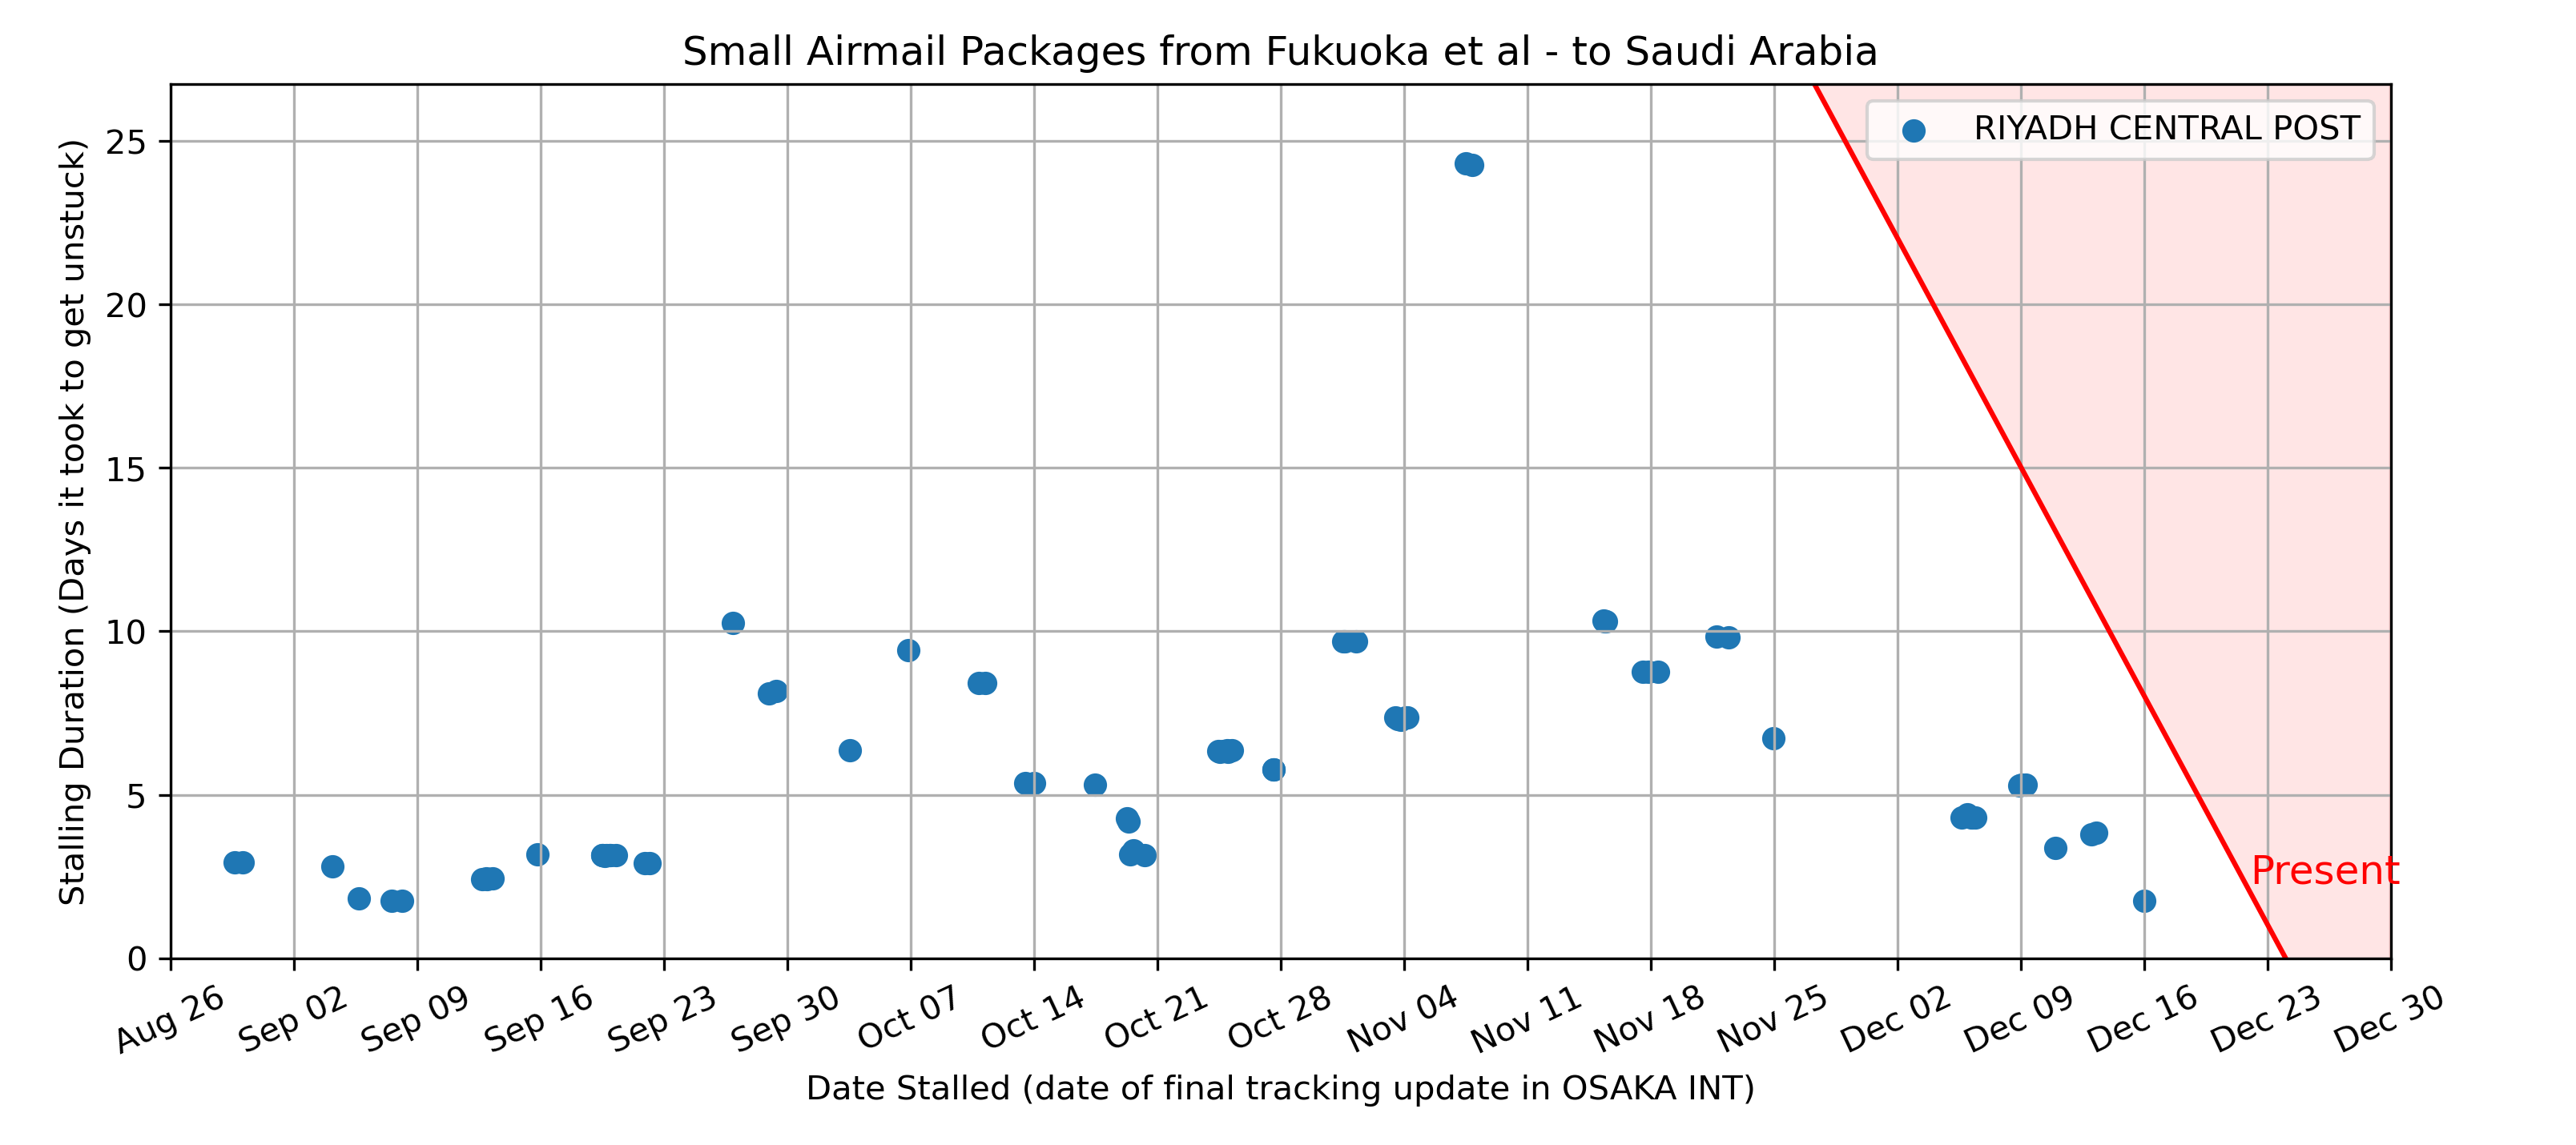 Small Airmail Packages from Fukuoka et al - to Saudi Arabia
RIYADH CENTRAL POST
Stalling Duration (Days it took to get unstuck)
25
20
15
10
5
0
Present
Aug 26
Sep 02
Sep 09
Sep 16
Sep 23
Sep 30
Oct 07
Oct 14
Oct 21
Oct 28
Nov 04
Nov 11
Nov 18
Nov 25
Dec 02
Dec 09
Dec 16
Dec 23
Dec 30
Date Stalled (date of final tracking update in OSAKA INT)